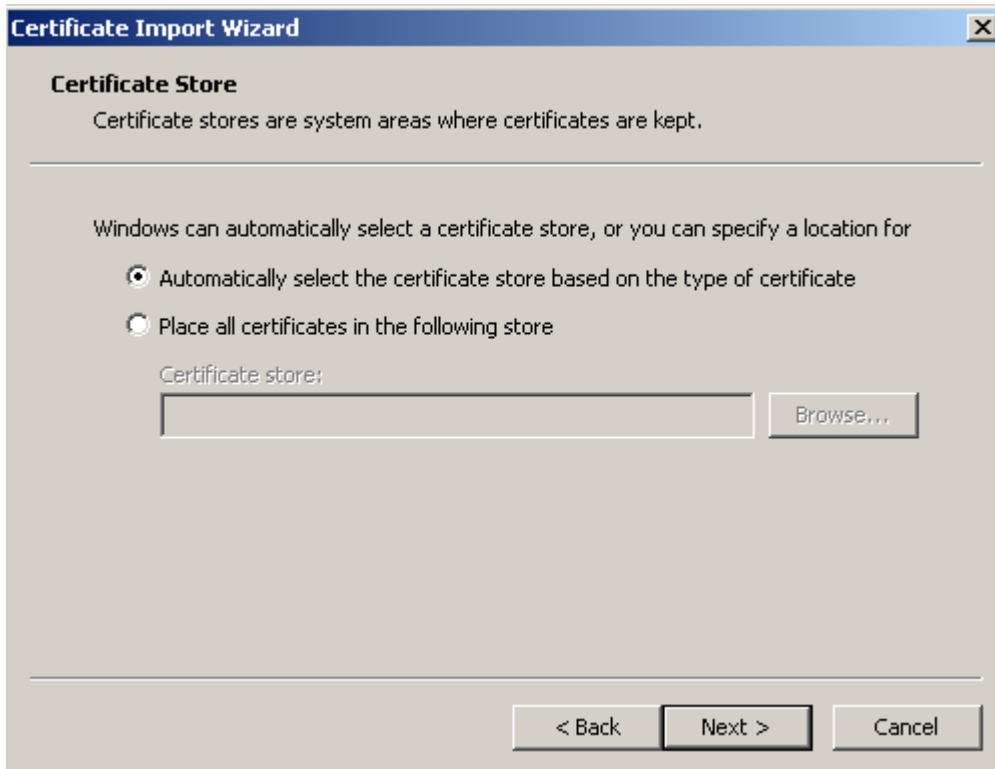 Certificate Import Wizard
Certificate Store
Certificate stores are system areas where certificates are kept.
Windows can automatically select a certificate store, or you can specify a location for
Automatically select the certificate store based on the type of certificate
Place all certificates in the following store
Certificate store:
Browse...
< Back Next > Cancel